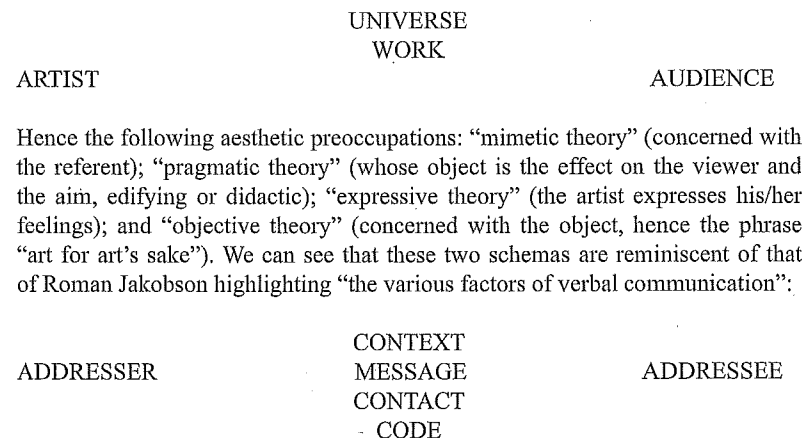 UNIVERSE
WORK
ARTIST AUDIENCE
Hence the following aesthetic preoccupations: “mimetic theory” (concerned with
the referent); “pragmatic theory” (whose object is the effect on the viewer and
the aim, edifying or didactic); “expressive theory” (the artist expresses his/her
feelings); and “objective theory” (concerned with the object, hence the phrase
“art for art’s sake”). We can see that these two schemas are reminiscent of that
of Roman Jakobson highlighting “the various factors of verbal communication”:
CONTEXT
ADDRESSER MESSAGE ADDRESSEE
CONTACT
CODE